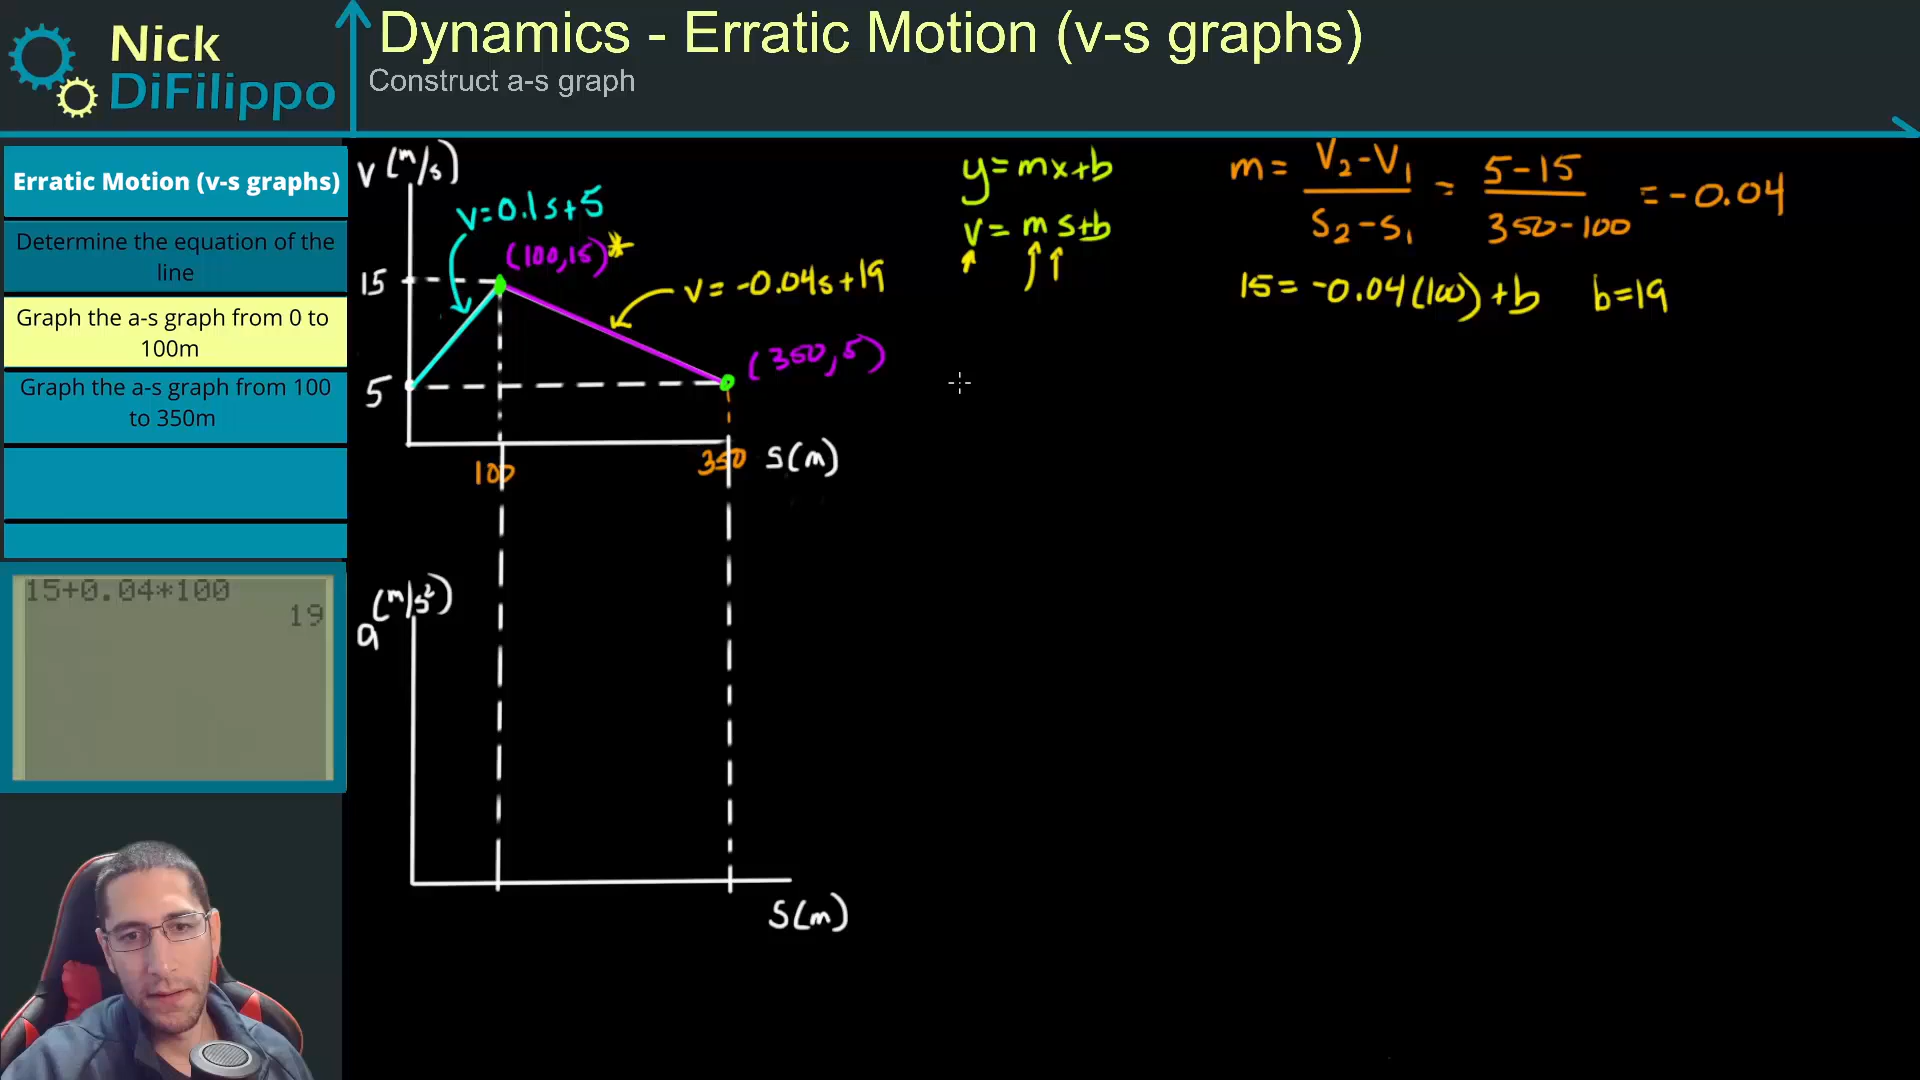 Nick
DiFilippo
Dynamics - Erratic Motion (v-s graphs)
Construct a-s graph
Erratic Motion (v-s graphs)
Determine the equation of the
line
Graph the a-s graph from 0 to
100m
Graph the a-s graph from 100
to 350m
15+0.04*100
19
v (m/s)
v=0.1s+5
(100,15)*
15
v = -0.04s+19
(350,5)
5
100
350
S(m)
a (m/s²)
S(m)
y=mx+b
v = m s+b
m = V₂-V₁ / S₂-S₁ = 5-15 / 350-100 = -0.04
15 = -0.04(100)+b b=19